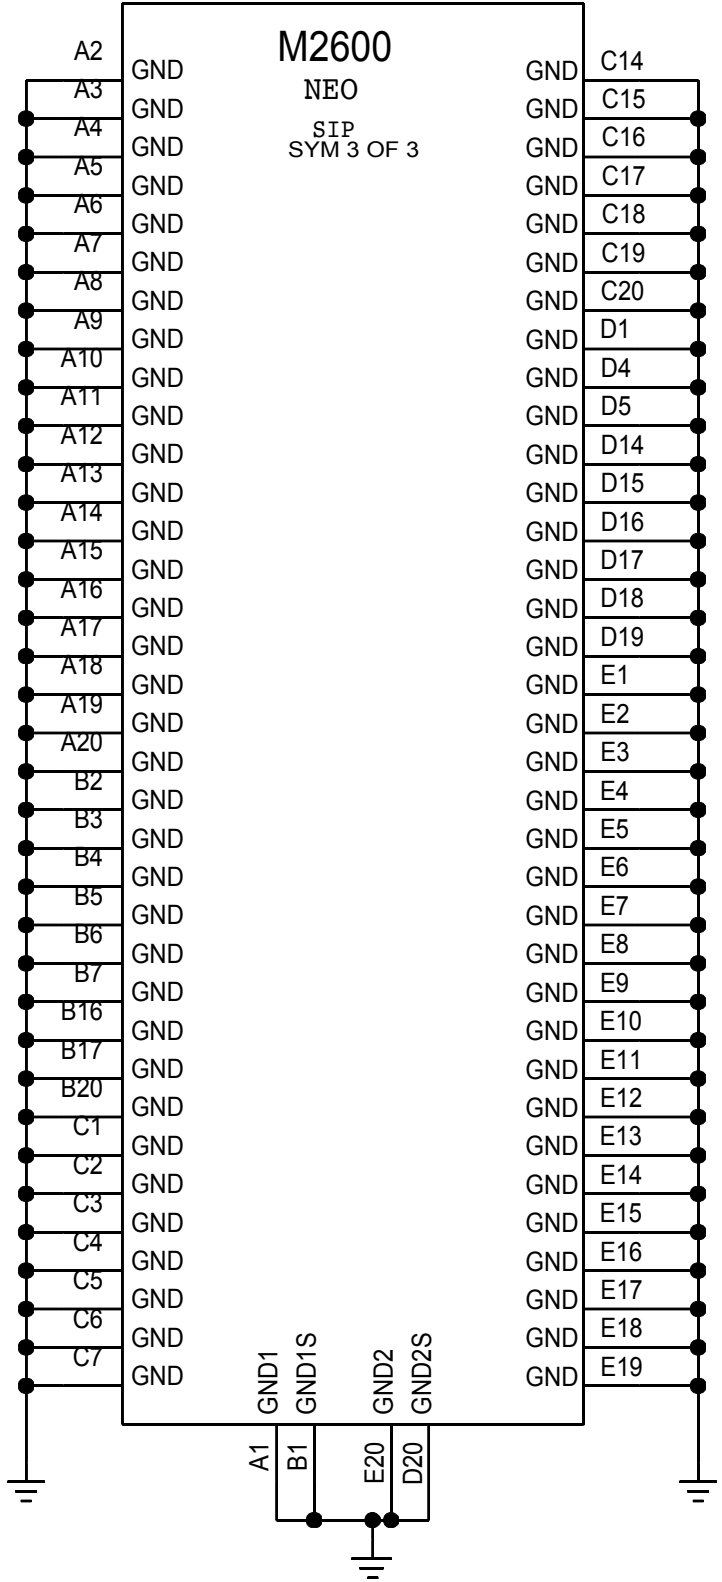 M2600
NEO
SIP
SYM 3 OF 3
A2 GND GND C14
A3 GND GND C15
A4 GND GND C16
A5 GND GND C17
A6 GND GND C18
A7 GND GND C19
A8 GND GND C20
A9 GND GND D1
A10 GND GND D4
A11 GND GND D5
A12 GND GND D14
A13 GND GND D15
A14 GND GND D16
A15 GND GND D17
A16 GND GND D18
A17 GND GND D19
A18 GND GND E1
A19 GND GND E2
A20 GND GND E3
B2 GND GND E4
B3 GND GND E5
B4 GND GND E6
B5 GND GND E7
B6 GND GND E8
B7 GND GND E9
B16 GND GND E10
B17 GND GND E11
B20 GND GND E12
C1 GND GND E13
C2 GND GND E14
C3 GND GND E15
C4 GND GND E16
C5 GND GND E17
C6 GND GND E18
C7 GND GND E19
GND1 GND1S GND2 GND2S
A1 B1 E20 D20